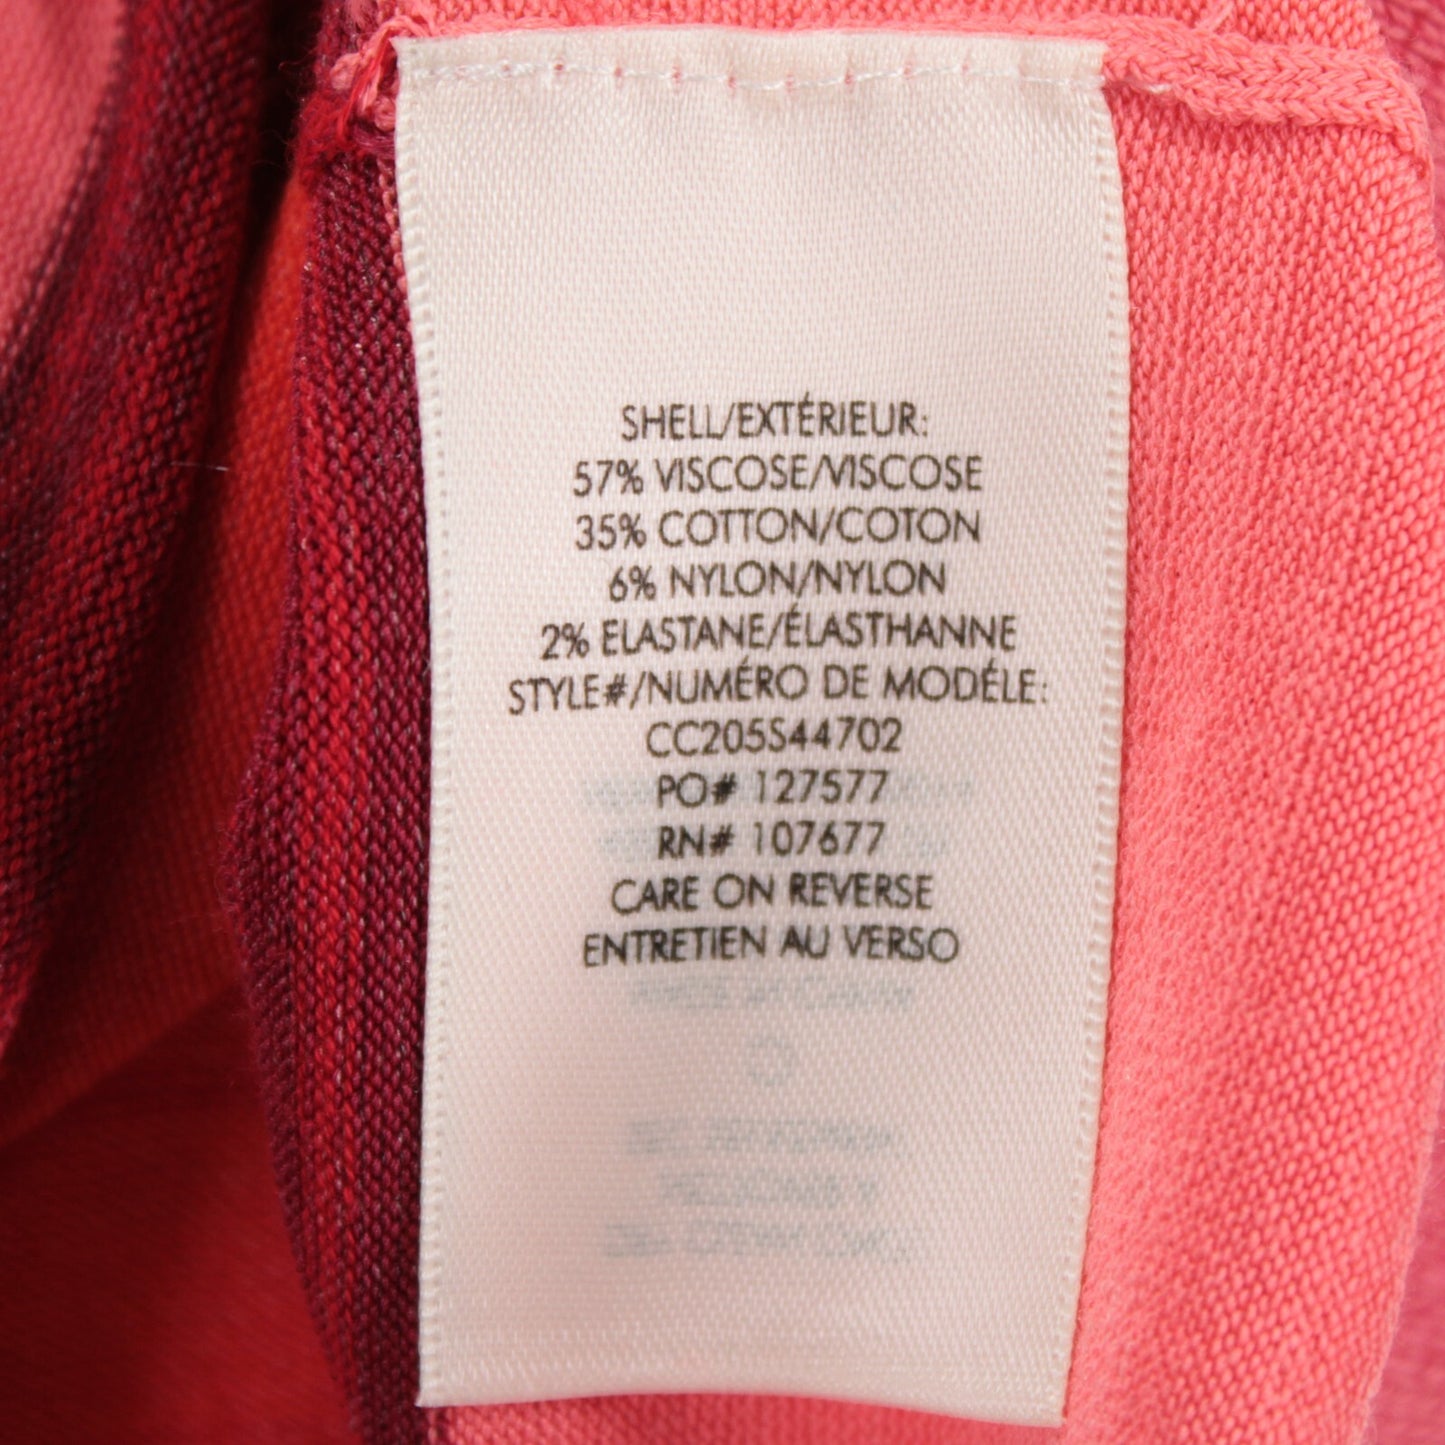 SHELL/EXTÉRIEUR:
57% VISCOSE/VISCOSE
35% COTTON/COTON
6% NYLON/NYLON
2% ELASTANE/ÉLASTHANNE
STYLE#/NUMÉRO DE MODÉLE:
CC205S44702
PO# 127577
RN# 107677
CARE ON REVERSE
ENTRETIEN AU VERSO